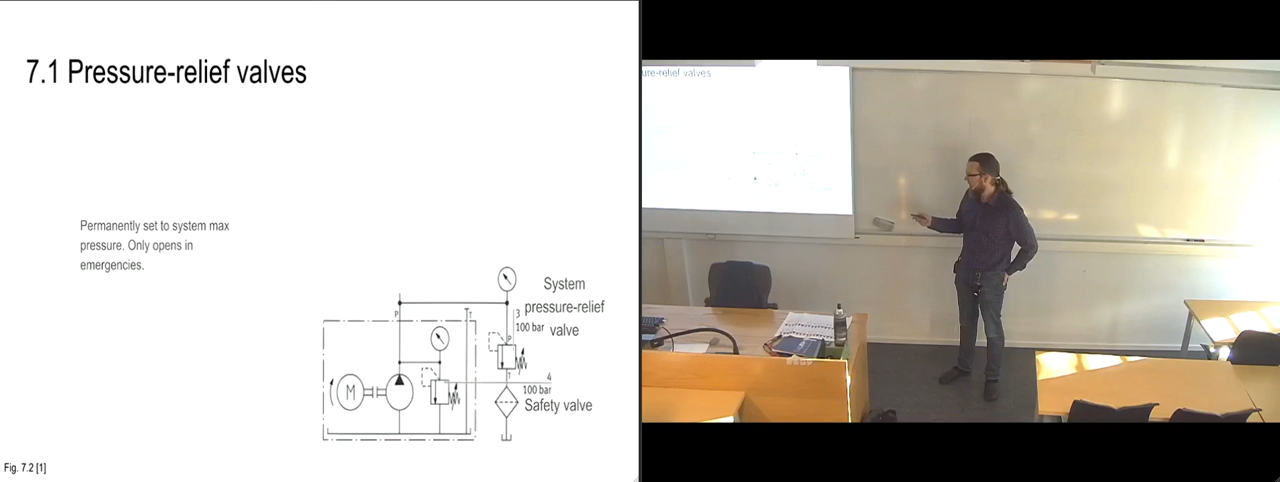 7.1 Pressure-relief valves
Permanently set to system max
pressure. Only opens in
emergencies.
System
pressure-relief
valve
3
100 bar
P
T
P
T
4
100 bar
Safety valve
M
Fig. 7.2 [1]
ure-relief valves